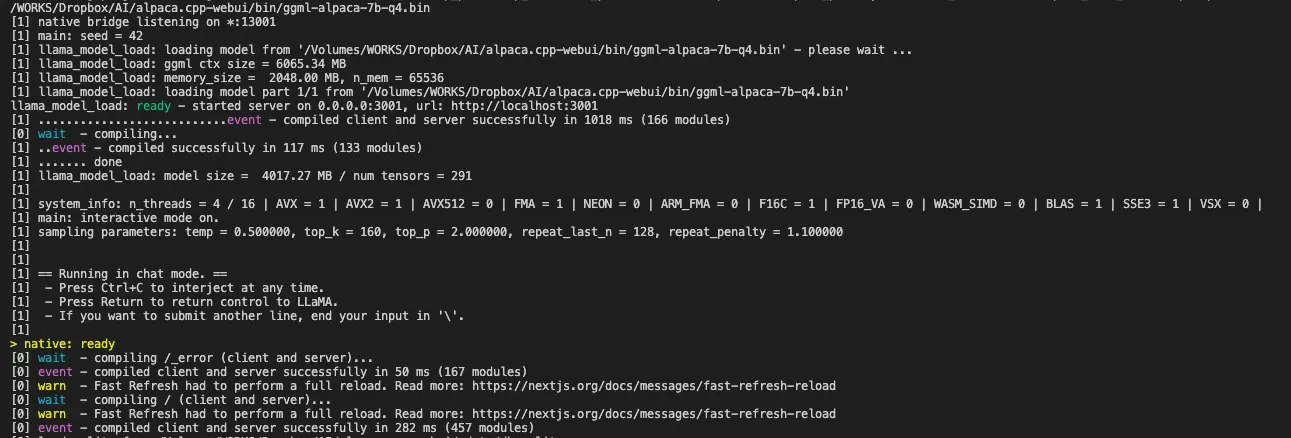 /WORKS/Dropbox/AI/alpaca.cpp-webui/bin/ggml-alpaca-7b-q4.bin
[1] native bridge listening on *:13001
[1] main: seed = 42
[1] llama_model_load: loading model from '/Volumes/WORKS/Dropbox/AI/alpaca.cpp-webui/bin/ggml-alpaca-7b-q4.bin' - please wait ...
[1] llama_model_load: ggml ctx size = 6065.34 MB
[1] llama_model_load: memory_size =  2048.00 MB, n_mem = 65536
[1] llama_model_load: loading model part 1/1 from '/Volumes/WORKS/Dropbox/AI/alpaca.cpp-webui/bin/ggml-alpaca-7b-q4.bin'
llama_model_load: ready - started server on 0.0.0.0:3001, url: http://localhost:3001
[1] ...........................event - compiled client and server successfully in 1018 ms (166 modules)
[0] wait  - compiling...
[1] ..event - compiled successfully in 117 ms (133 modules)
[1] ....... done
[1] llama_model_load: model size =  4017.27 MB / num tensors = 291
[1]
[1] system_info: n_threads = 4 / 16 | AVX = 1 | AVX2 = 1 | AVX512 = 0 | FMA = 1 | NEON = 0 | ARM_FMA = 0 | F16C = 1 | FP16_VA = 0 | WASM_SIMD = 0 | BLAS = 1 | SSE3 = 1 | VSX = 0 |
[1] main: interactive mode on.
[1] sampling parameters: temp = 0.500000, top_k = 160, top_p = 2.000000, repeat_last_n = 128, repeat_penalty = 1.100000
[1]
[1]
[1] == Running in chat mode. ==
[1]  - Press Ctrl+C to interject at any time.
[1]  - Press Return to return control to LLaMA.
[1]  - If you want to submit another line, end your input in '\'.
[1]
> native: ready
[0] wait  - compiling /_error (client and server)...
[0] event - compiled client and server successfully in 50 ms (167 modules)
[0] warn  - Fast Refresh had to perform a full reload. Read more: https://nextjs.org/docs/messages/fast-refresh-reload
[0] wait  - compiling / (client and server)...
[0] warn  - Fast Refresh had to perform a full reload. Read more: https://nextjs.org/docs/messages/fast-refresh-reload
[0] event - compiled client and server successfully in 282 ms (457 modules)